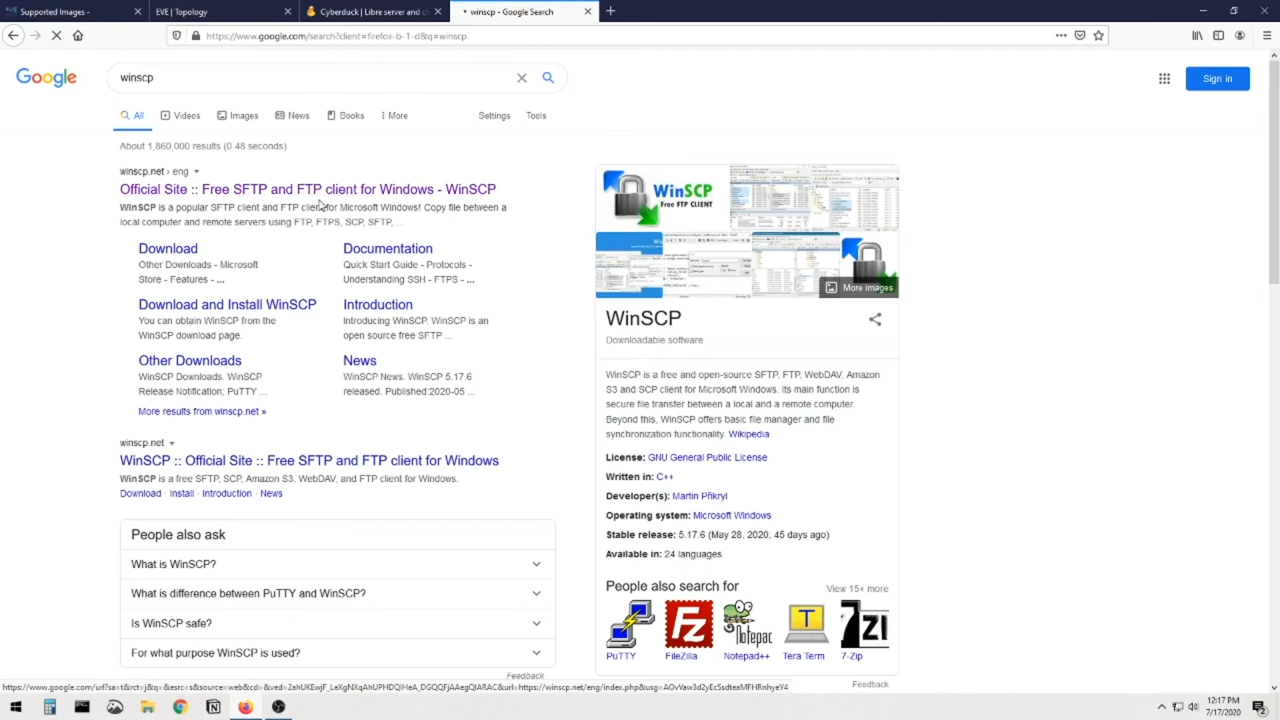 Supported Images -
EVE | Topology
Cyberduck | Libre server and c
winscp - Google Search
https://www.google.com/search?client=firefox-b-1-d&q=winscp
Google
winscp
Sign in
All
Videos
Images
News
Books
More
Settings
Tools
About 1,860,000 results (0.48 seconds)
winscp.net › eng
Official Site :: Free SFTP and FTP client for Windows - WinSCP
WinSCP is a popular SFTP client and FTP client for Microsoft Windows! Copy file between a
local computer and remote servers using FTP, FTPS, SCP, SFTP,
Download
Other Downloads - Microsoft
Store - Features - ...
Documentation
Quick Start Guide - Protocols -
Understanding SSH - FTPS - ...
Download and Install WinSCP
You can obtain WinSCP from the
WinSCP download page.
Introduction
Introducing WinSCP. WinSCP is an
open source free SFTP ...
Other Downloads
WinSCP Downloads. WinSCP
Release Notification; PuTTY ...
News
WinSCP News. WinSCP 5.17.6
released. Published:2020-05 ...
More results from winscp.net »
winscp.net
WinSCP :: Official Site :: Free SFTP and FTP client for Windows
WinSCP is a free SFTP, SCP, Amazon S3, WebDAV, and FTP client for Windows.
Download · Install · Introduction · News
People also ask
What is WinSCP?
What is difference between PuTTY and WinSCP?
Is WinSCP safe?
For what purpose WinSCP is used?
Feedback
WinSCP
Free FTP CLIENT
More images
WinSCP
Downloadable software
WinSCP is a free and open-source SFTP, FTP, WebDAV, Amazon
S3 and SCP client for Microsoft Windows. Its main function is
secure file transfer between a local and a remote computer.
Beyond this, WinSCP offers basic file manager and file
synchronization functionality. Wikipedia
License: GNU General Public License
Written in: C++
Developer(s): Martin Přikryl
Operating system: Microsoft Windows
Stable release: 5.17.6 (May 28, 2020, 45 days ago)
Available in: 24 languages
People also search for
View 15+ more
PuTTY
FileZilla
Notepad++
Tera Term
7-Zip
Feedback
12:17 PM
7/17/2020